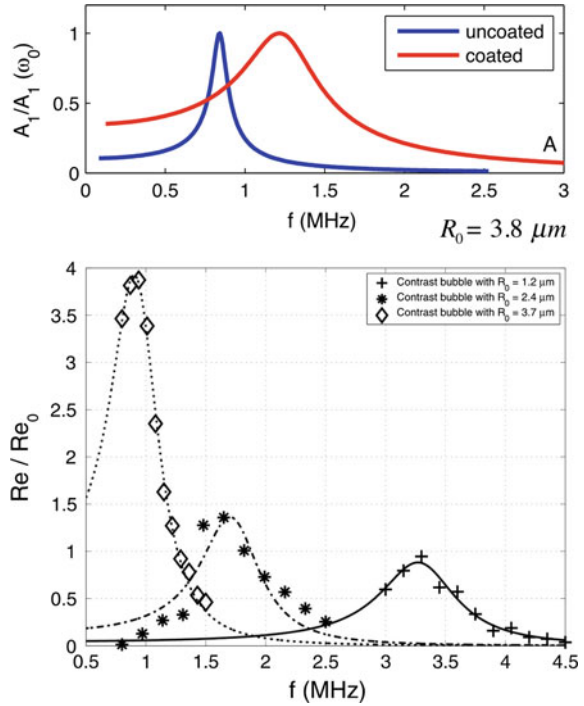 A₁/A₁ (ω₀)
1
0.5
0
uncoated
coated
A
0 0.5 1 1.5 2 2.5 3
f (MHz)
R₀ = 3.8 μm
Re / Re₀
4
3.5
3
2.5
2
1.5
1
0.5
0
Contrast bubble with R₀ = 1.2 μm
Contrast bubble with R₀ = 2.4 μm
Contrast bubble with R₀ = 3.7 μm
0.5 1 1.5 2 2.5 3 3.5 4 4.5
f (MHz)